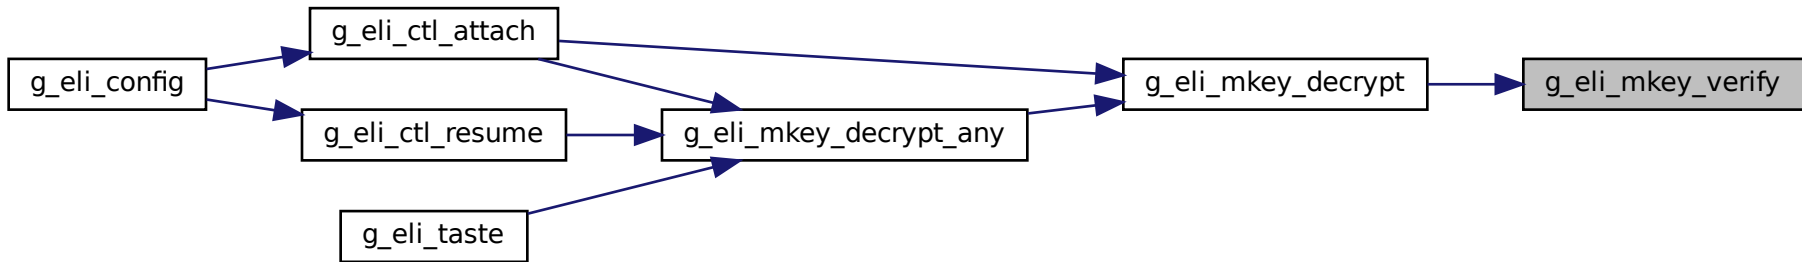 g_eli_config
g_eli_ctl_attach
g_eli_ctl_resume
g_eli_taste
g_eli_mkey_decrypt_any
g_eli_mkey_decrypt
g_eli_mkey_verify